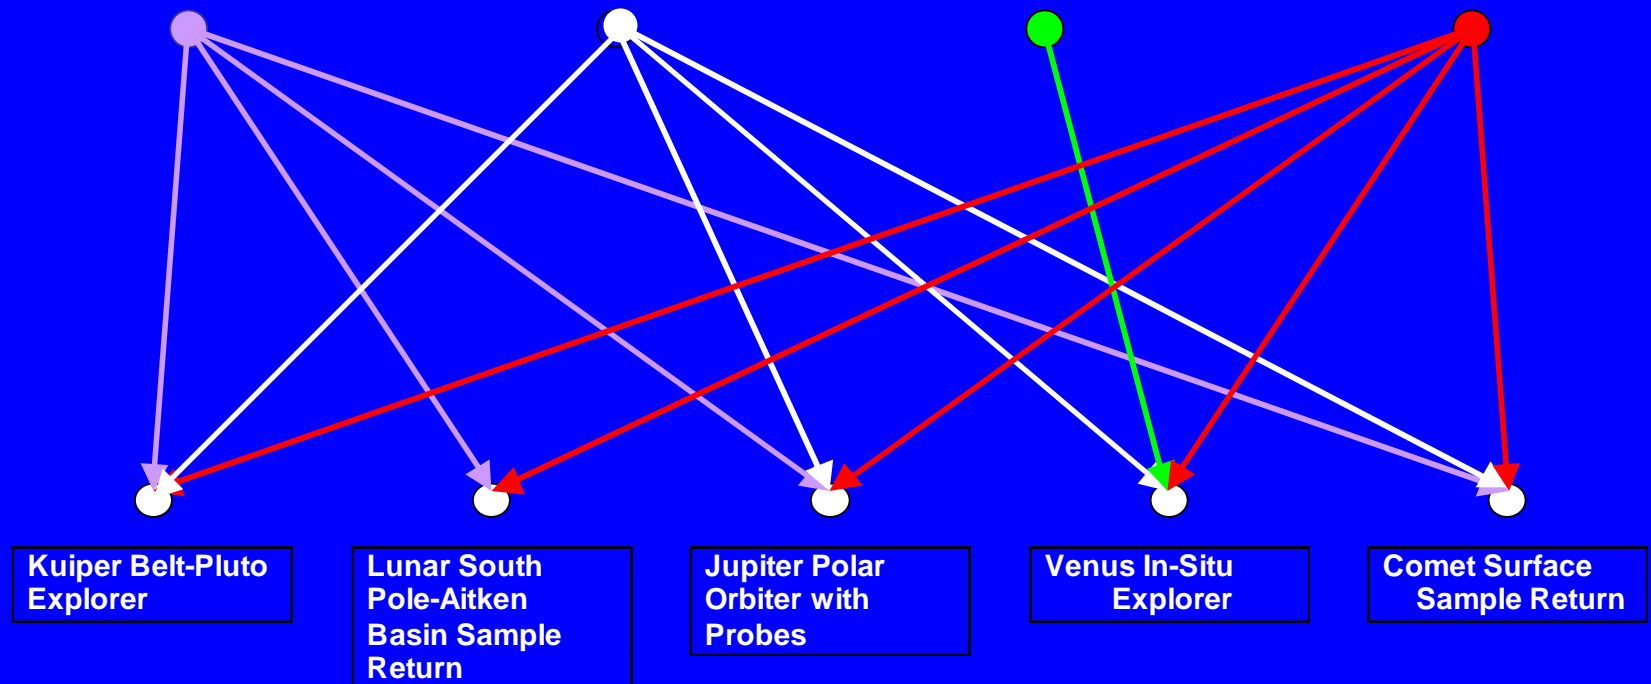 Kuiper Belt-Pluto
Explorer
Lunar South
Pole-Aitken
Basin Sample
Return
Jupiter Polar
Orbiter with
Probes
Venus In-Situ
Explorer
Comet Surface
Sample Return